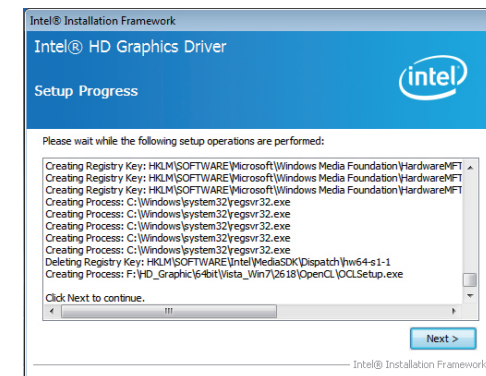 Intel® Installation Framework
Intel® HD Graphics Driver
intel
Setup Progress
Please wait while the following setup operations are performed:
Creating Registry Key: HKLM\SOFTWARE\Microsoft\Windows Media Foundation\HardwareMFT
Creating Registry Key: HKLM\SOFTWARE\Microsoft\Windows Media Foundation\HardwareMFT
Creating Registry Key: HKLM\SOFTWARE\Microsoft\Windows Media Foundation\HardwareMFT
Creating Process: C:\Windows\system32\regsvr32.exe
Creating Process: C:\Windows\system32\regsvr32.exe
Creating Process: C:\Windows\system32\regsvr32.exe
Creating Process: C:\Windows\system32\regsvr32.exe
Creating Process: C:\Windows\system32\regsvr32.exe
Deleting Registry Key: HKLM\SOFTWARE\Intel\MediaSDK\Dispatch\hw64-s1-1
Creating Process: F:\HD_Graphic\64bit\Vista_Win7\2618\OpenCL\OCLSetup.exe
Click Next to continue.
Next >
Intel® Installation Framework